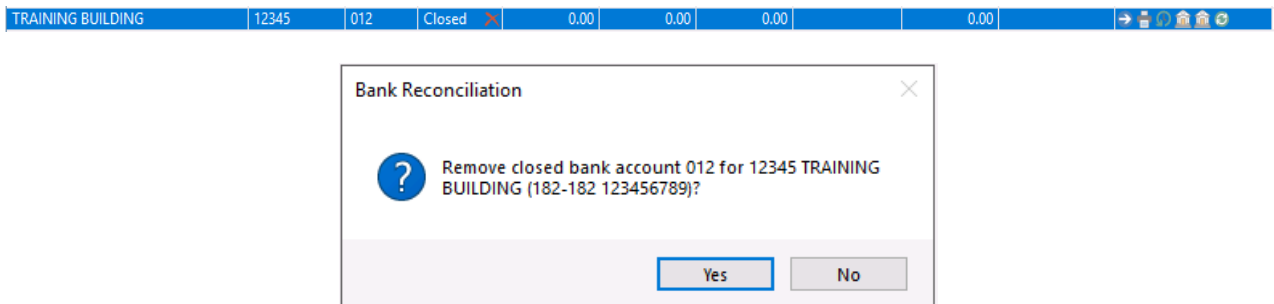 TRAINING BUILDING 12345 012 Closed 0.00 0.00 0.00 0.00
Bank Reconciliation
Remove closed bank account 012 for 12345 TRAINING
BUILDING (182-182 123456789)?
Yes No